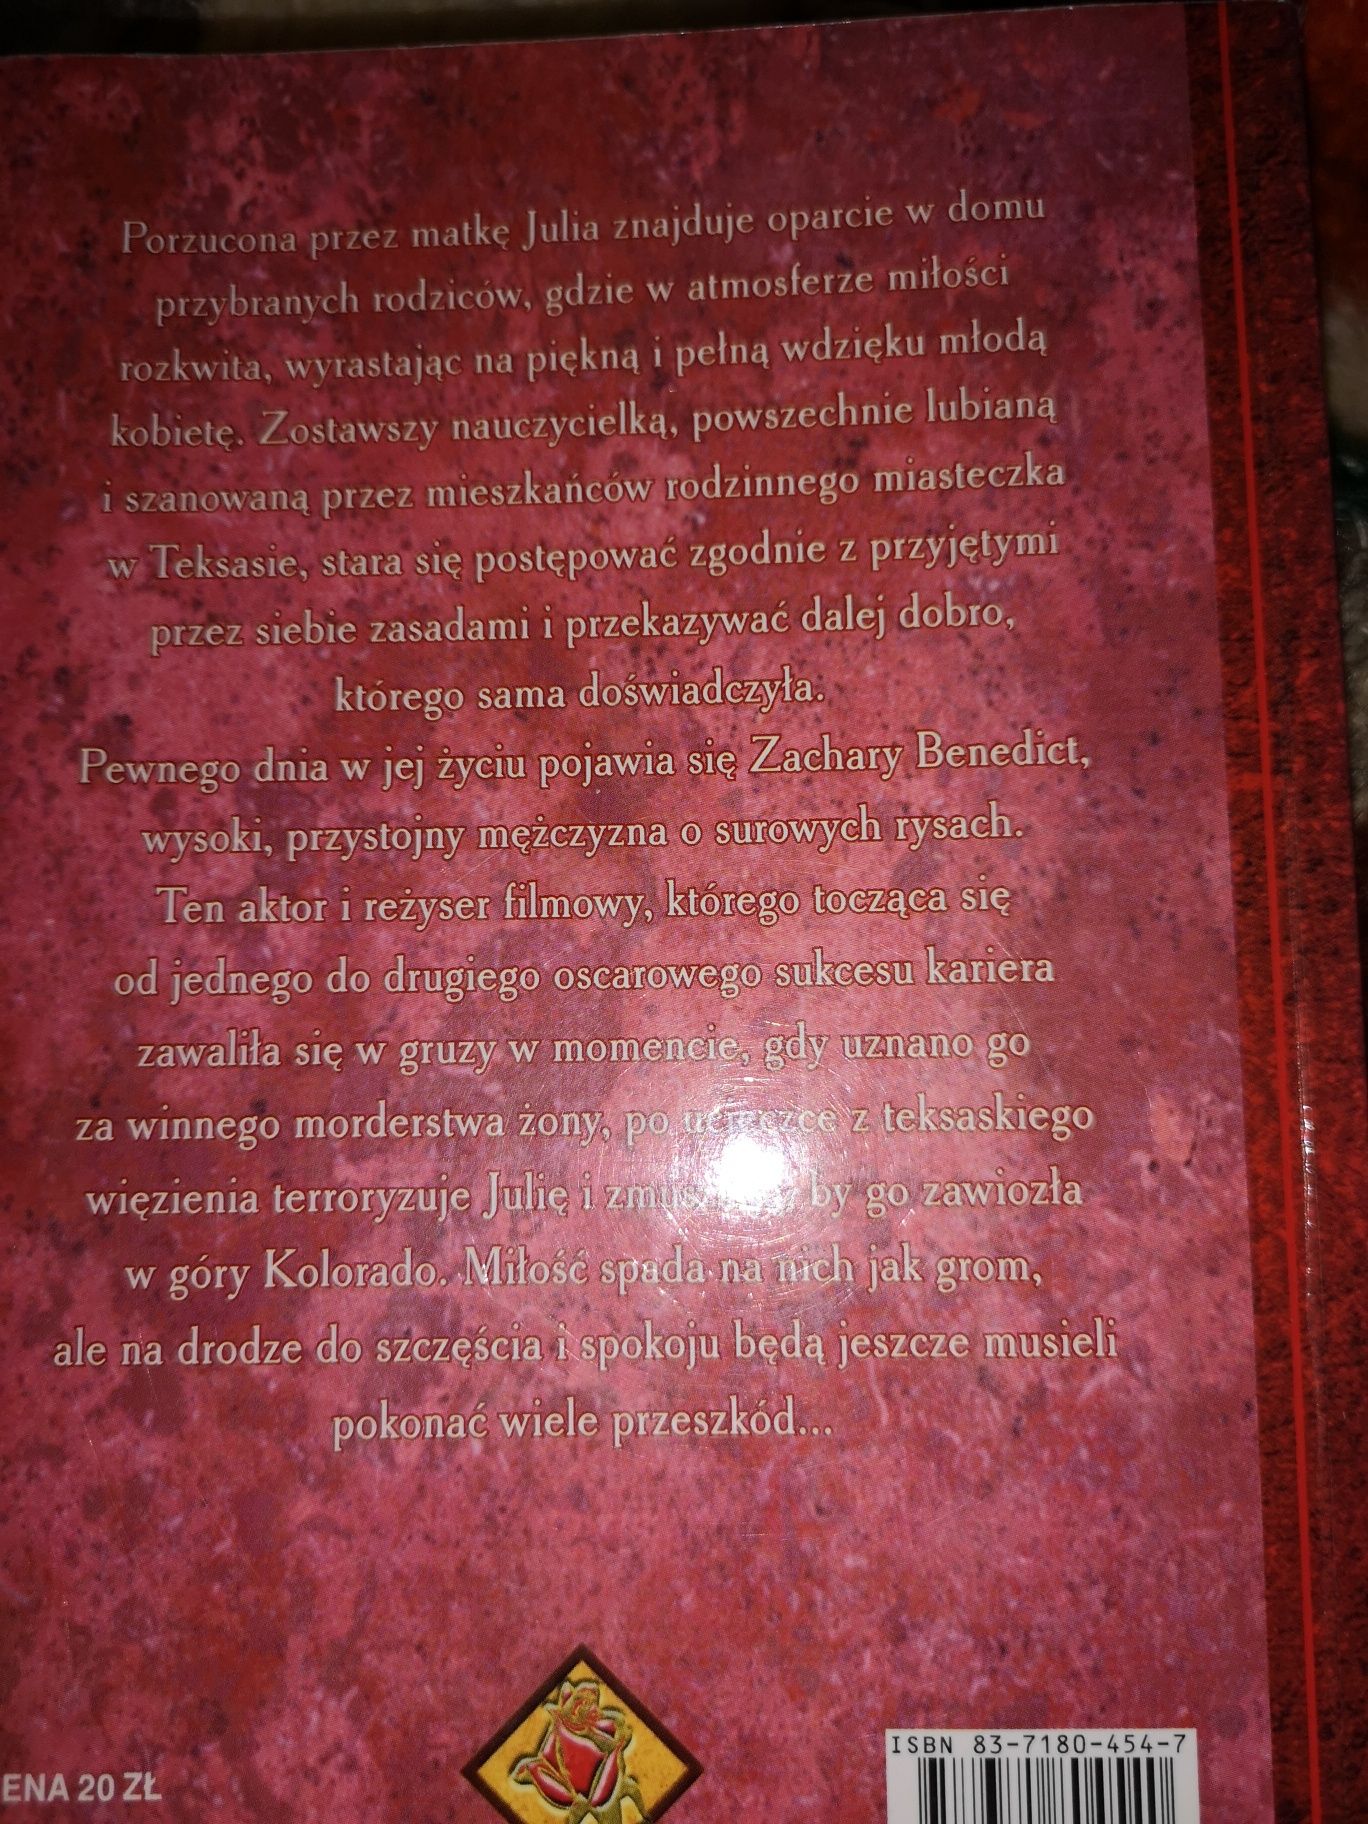 Porzucona przez matkę Julia znajduje oparcie w domu
przybranych rodziców, gdzie w atmosferze miłości
rozkwita, wyrastając na piękną i pełną wdzięku młodą
kobietę. Zostawszy nauczycielką, powszechnie lubianą
i szanowaną przez mieszkańców rodzinnego miasteczka
w Teksasie, stara się postępować zgodnie z przyjętymi
przez siebie zasadami i przekazywać dalej dobro,
którego sama doświadczyła.
Pewnego dnia w jej życiu pojawia się Zachary Benedict,
wysoki, przystojny mężczyzna o surowych rysach.
Ten aktor i reżyser filmowy, którego tocząca się
od jednego do drugiego oscarowego sukcesu kariera
zawaliła się w gruzy w momencie, gdy uznano go
za winnego morderstwa żony, po ucieczce z teksaskiego
więzienia terroryzuje Julię i by go zawiozła
w góry Kolorado. Miłość spada na nich jak grom,
ale na drodze do szczęścia i spokoju będą jeszcze musieli
pokonać wiele przeszkód...
ENA 20 ZŁ
ISBN 83-7180-454-7